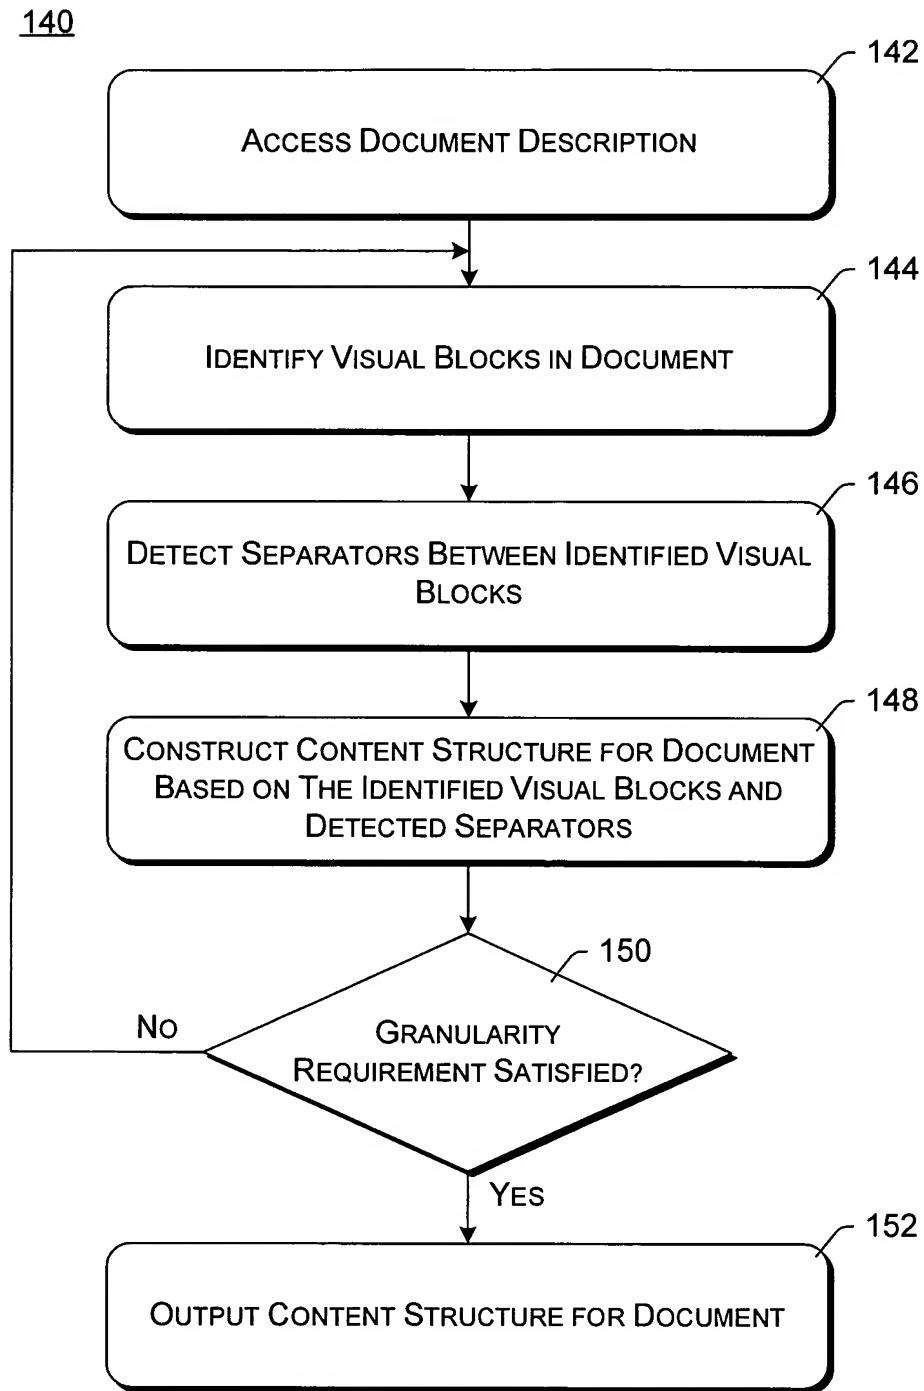 140
142
ACCESS DOCUMENT DESCRIPTION
144
IDENTIFY VISUAL BLOCKS IN DOCUMENT
146
DETECT SEPARATORS BETWEEN IDENTIFIED VISUAL
BLOCKS
148
CONSTRUCT CONTENT STRUCTURE FOR DOCUMENT
BASED ON THE IDENTIFIED VISUAL BLOCKS AND
DETECTED SEPARATORS
150
NO
GRANULARITY
REQUIREMENT SATISFIED?
YES
152
OUTPUT CONTENT STRUCTURE FOR DOCUMENT